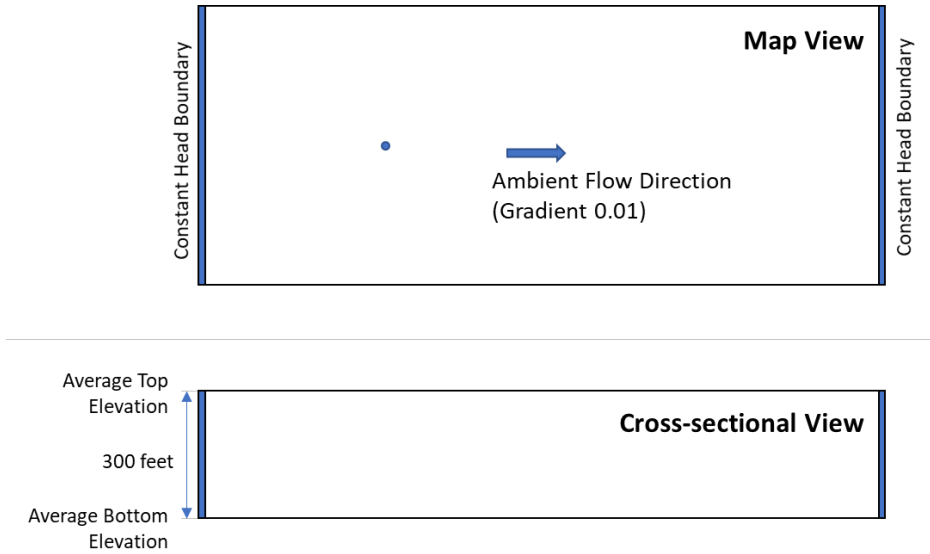 Map View
Constant Head Boundary
Constant Head Boundary
Ambient Flow Direction
(Gradient 0.01)
Average Top
Elevation
Cross-sectional View
300 feet
Average Bottom
Elevation